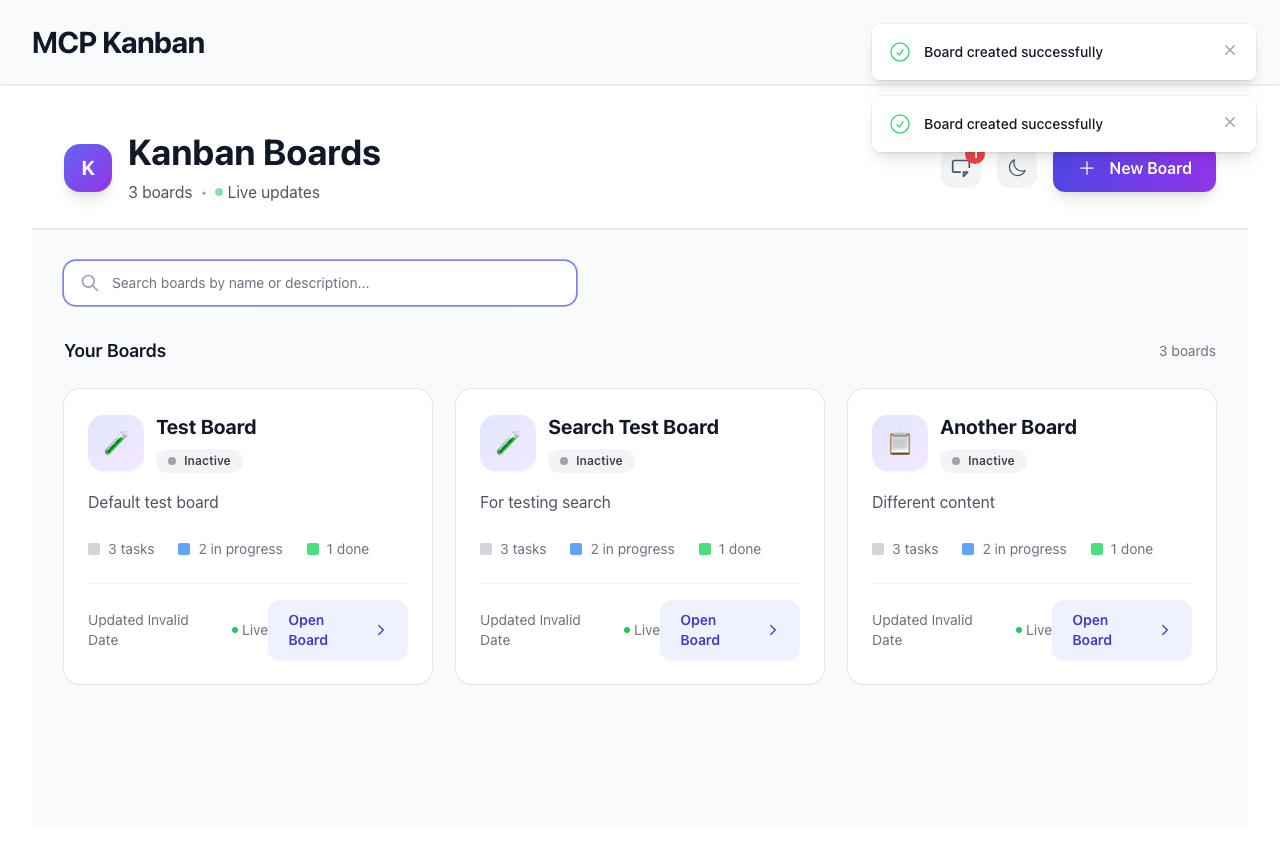 MCP Kanban
Board created successfully
Board created successfully
K
Kanban Boards
3 boards • Live updates
New Board
Search boards by name or description...
Your Boards
3 boards
Test Board
Inactive
Default test board
3 tasks
2 in progress
1 done
Updated Invalid
Date
Live
Open
Board
Search Test Board
Inactive
For testing search
3 tasks
2 in progress
1 done
Updated Invalid
Date
Live
Open
Board
Another Board
Inactive
Different content
3 tasks
2 in progress
1 done
Updated Invalid
Date
Live
Open
Board